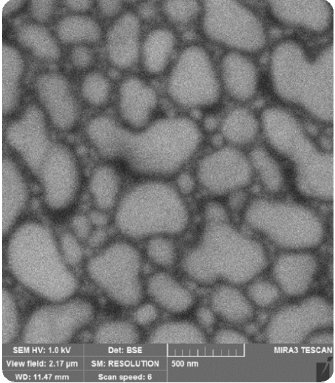 SEM HV: 1.0 kV Det: BSE MIRA3 TESCAN
View field: 2.17 µm SM: RESOLUTION 500 nm
WD: 11.47 mm Scan speed: 6